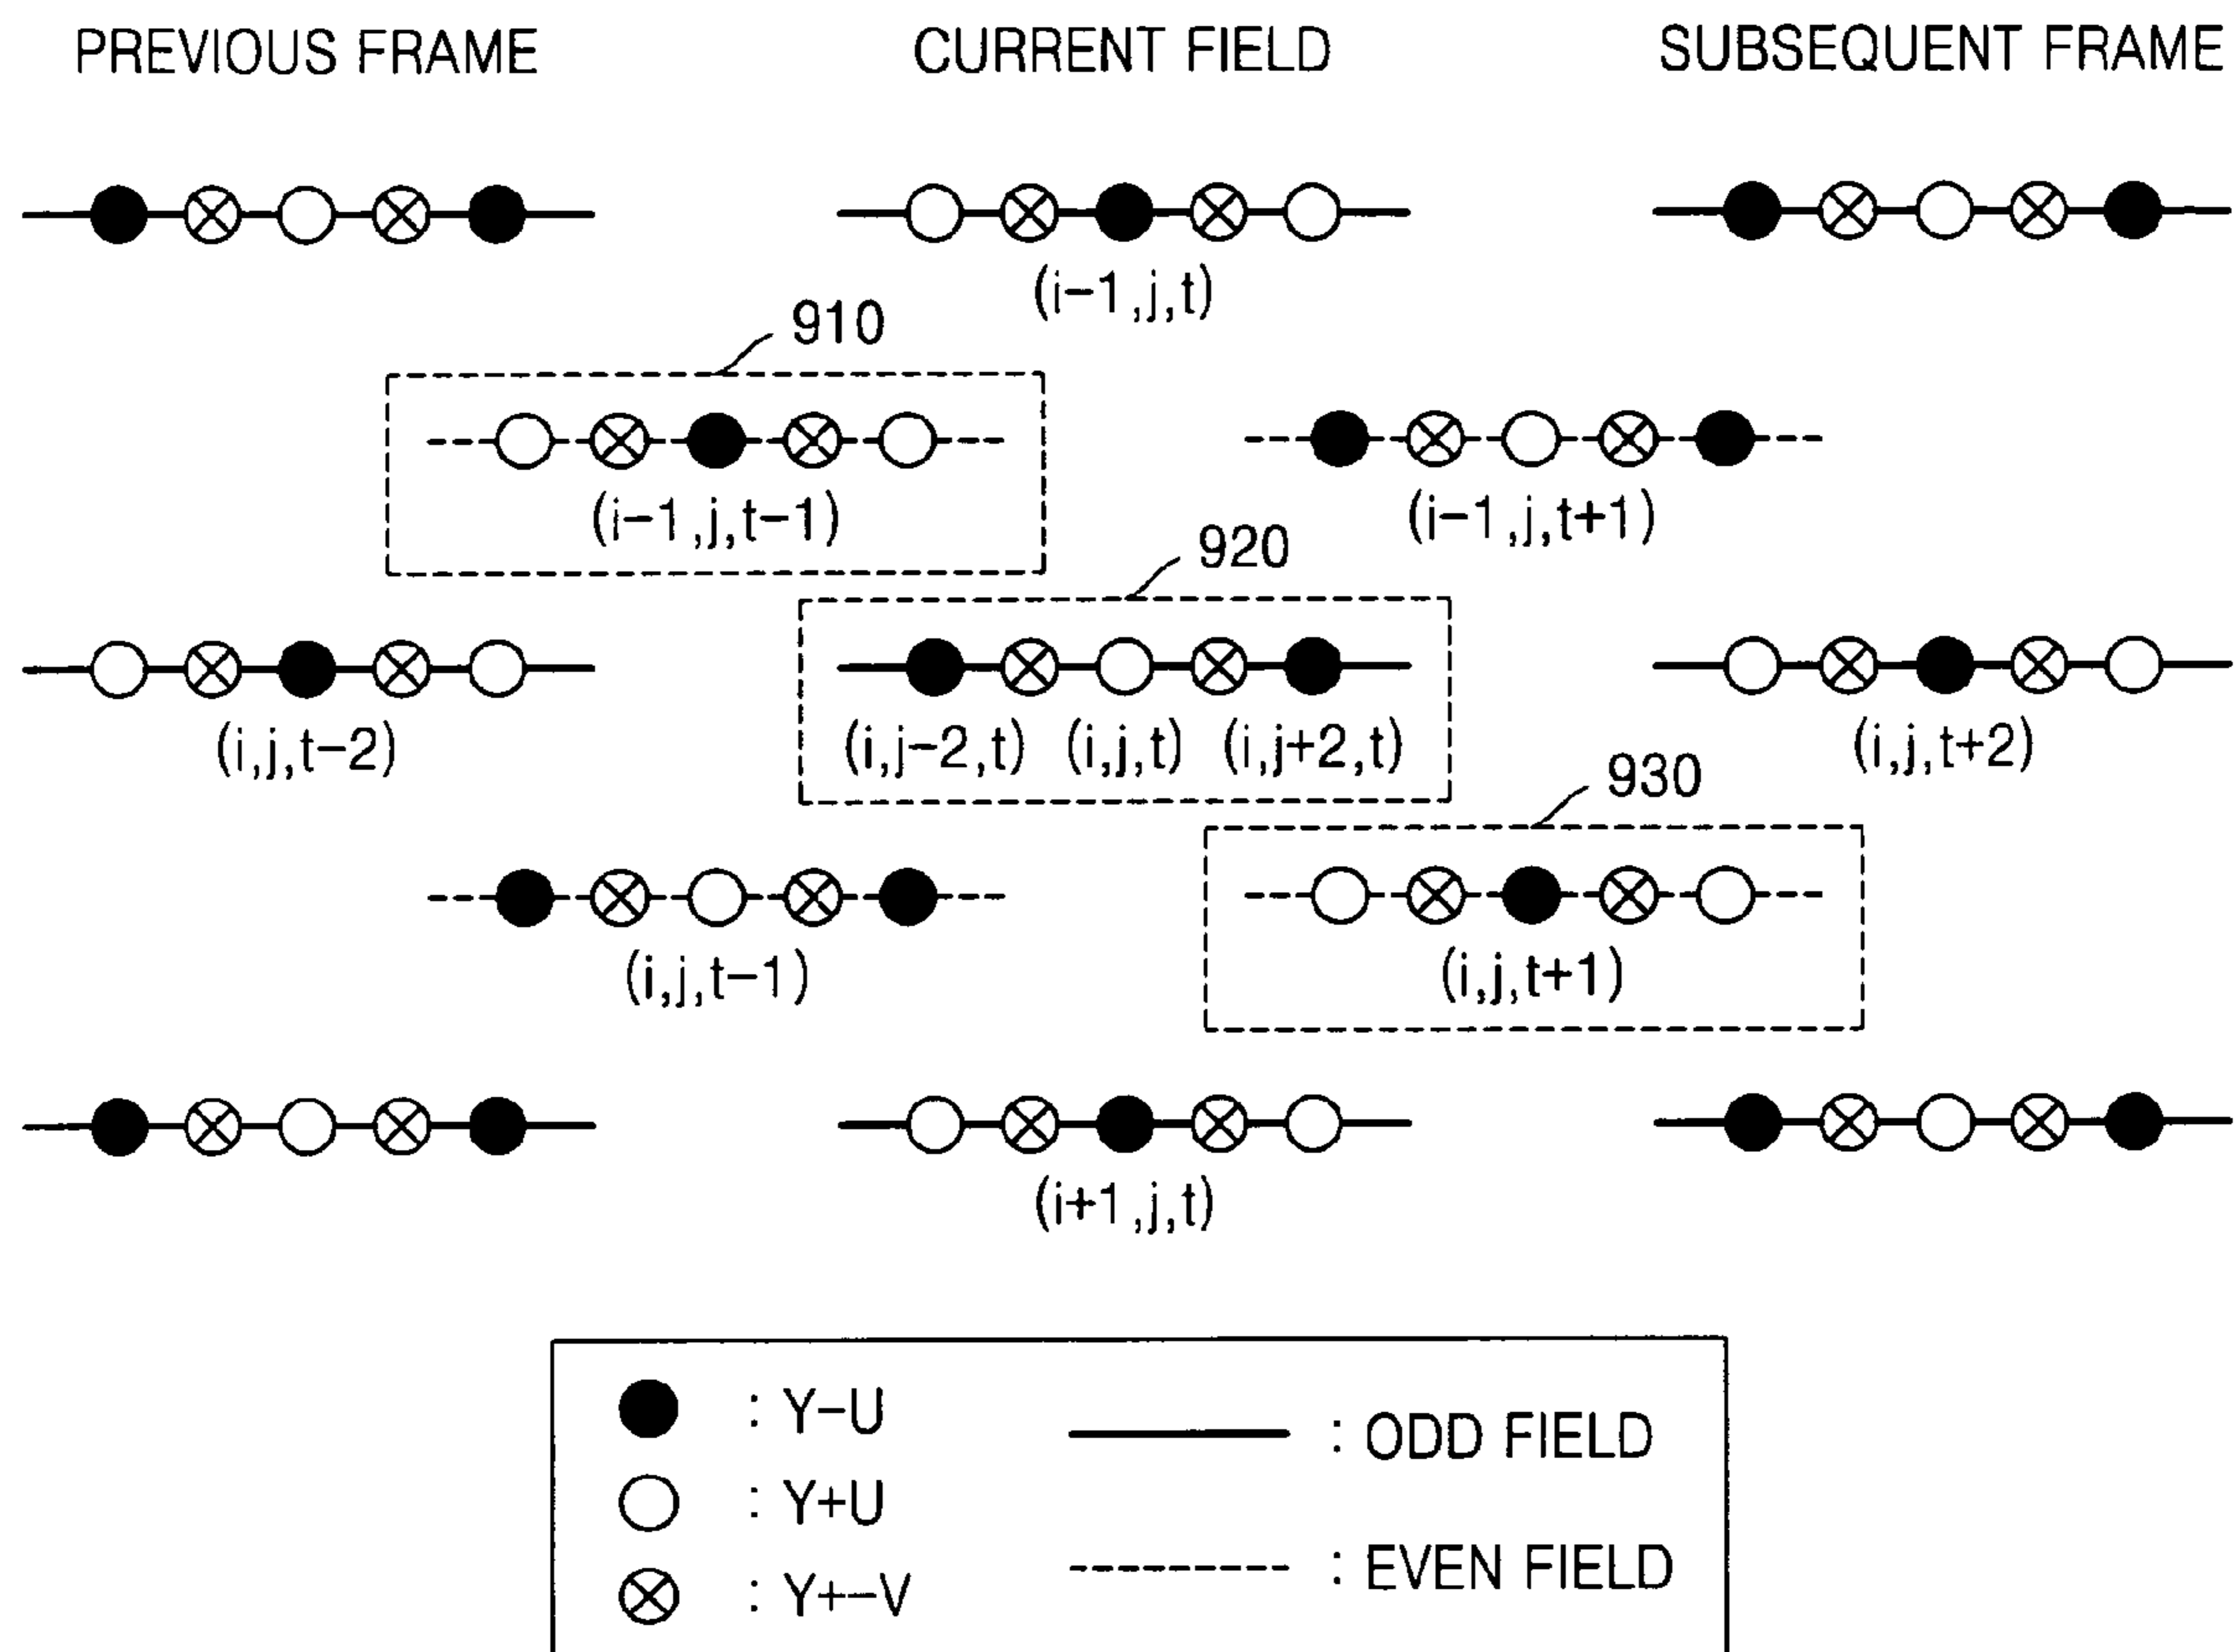 PREVIOUS FRAME
CURRENT FIELD
SUBSEQUENT FRAME
(i−1,j,t)
910
(i−1,j,t−1)
(i−1,j,t+1)
920
(i,j,t−2)
(i,j−2,t)
(i,j,t)
(i,j+2,t)
(i,j,t+2)
930
(i,j,t−1)
(i,j,t+1)
(i+1,j,t)
: Y−U
: ODD FIELD
: Y+U
: EVEN FIELD
: Y+−V